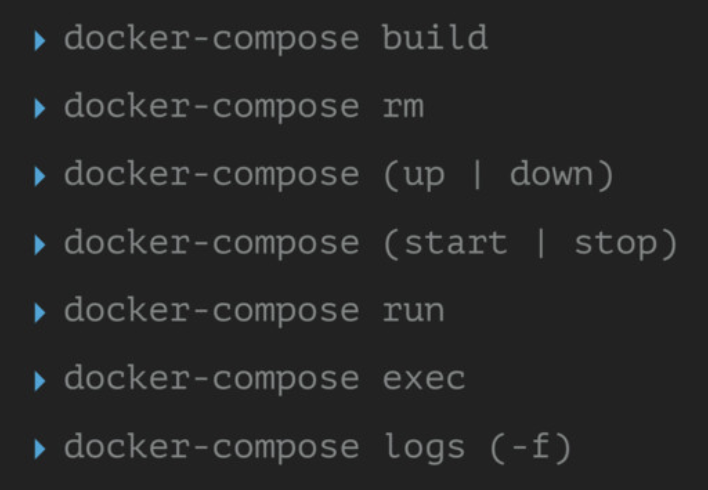 docker-compose build
docker-compose rm
docker-compose (up | down)
docker-compose (start | stop)
docker-compose run
docker-compose exec
docker-compose logs (-f)